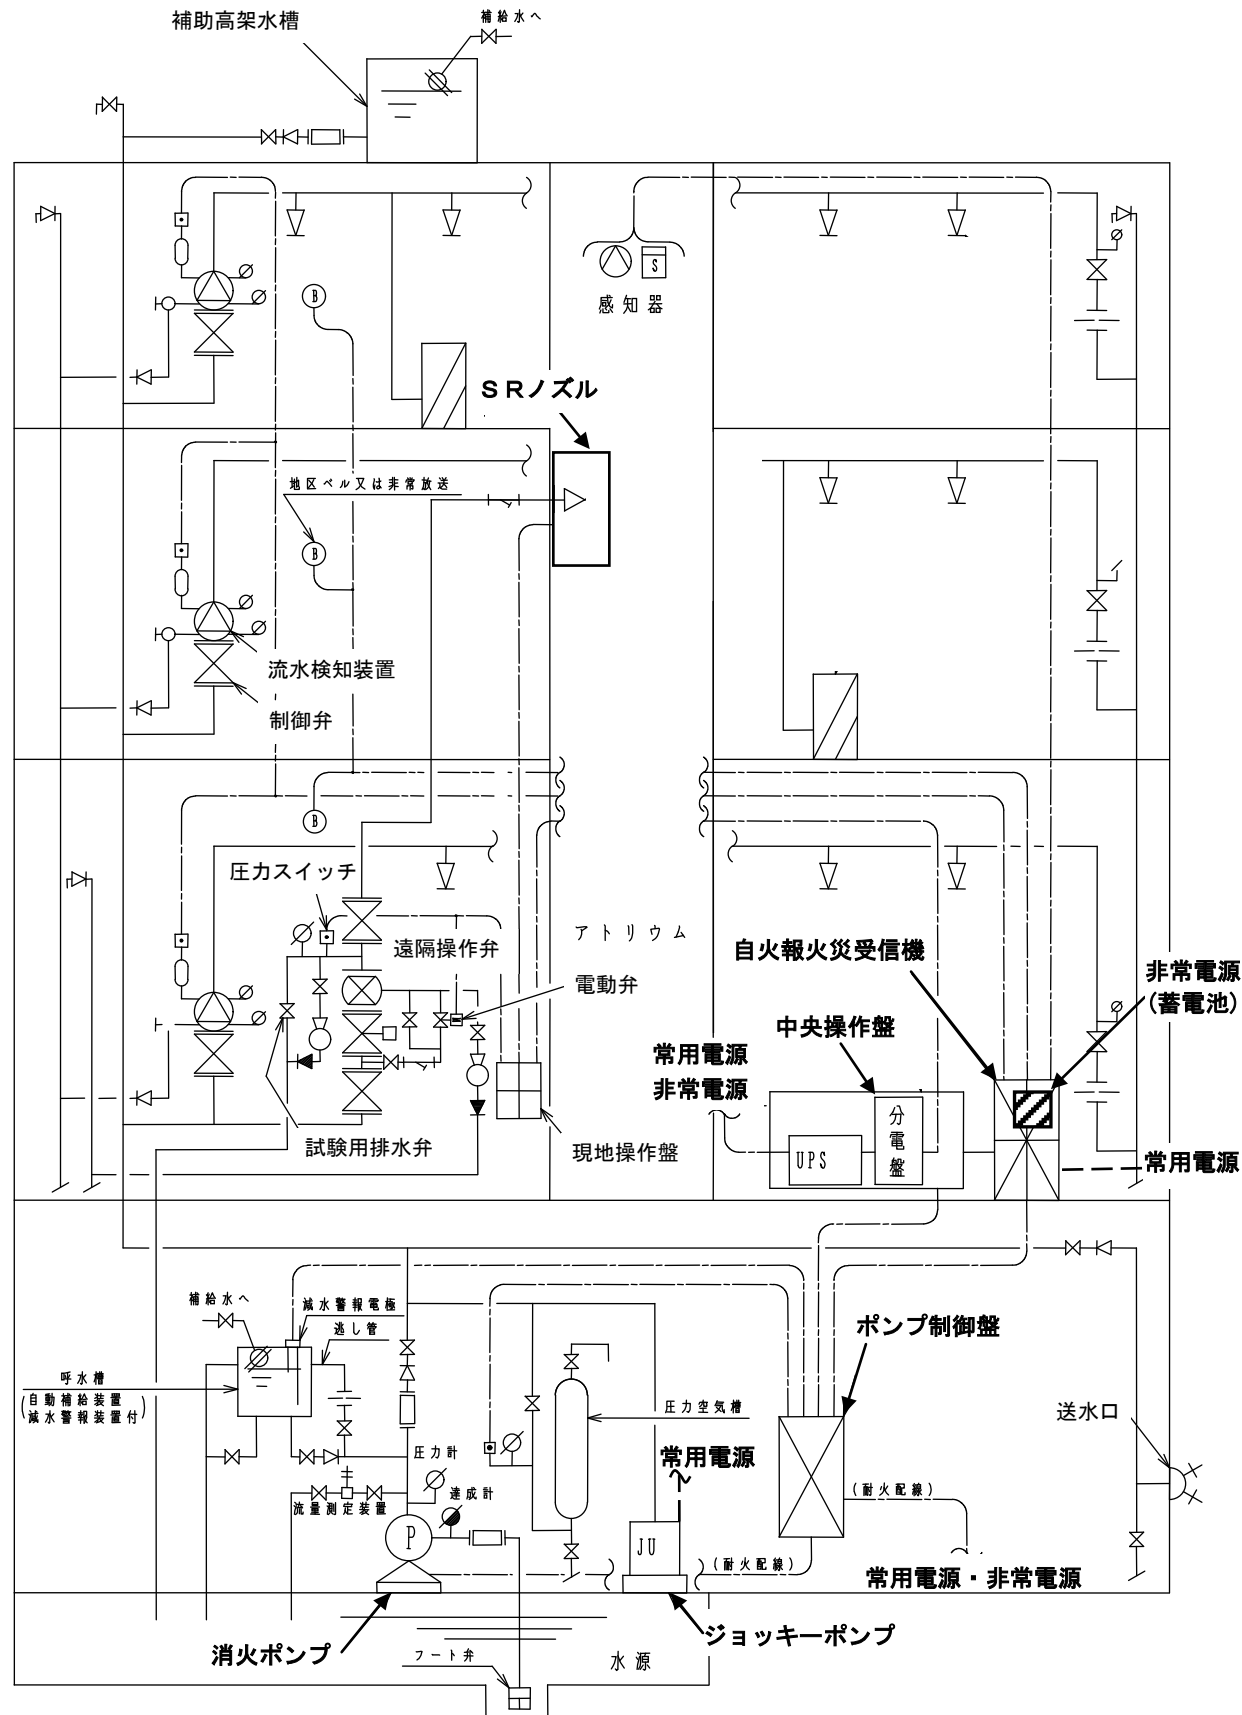 補助高架水槽
補給水へ
S
感知器
B
SRノズル
地区ベル又は非常放送
B
流水検知装置
制御弁
B
圧力スイッチ
遠隔操作弁
電動弁
アトリウム
自火報火災受信機
非常電源
(蓄電池)
中央操作盤
常用電源
非常電源
分電盤
UPS
試験用排水弁
現地操作盤
常用電源
補給水へ
減水警報電極
逃し管
ポンプ制御盤
呼水槽
(自動補給装置
減水警報装置付)
圧力空気槽
送水口
圧力計
常用電源
達成計
流量測定装置
(耐火配線)
P
JU
(耐火配線)
常用電源・非常電源
消火ポンプ
ジョッキーポンプ
フート弁
水源